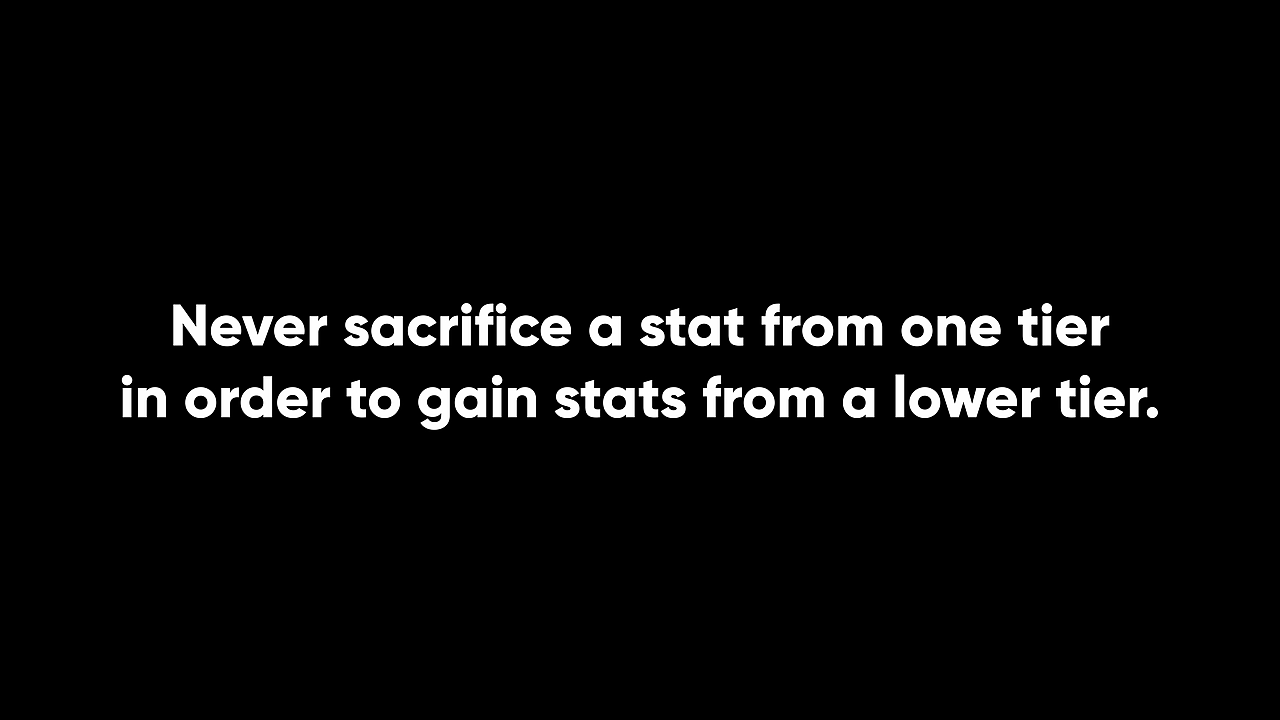 Never sacrifice a stat from one tier
in order to gain stats from a lower tier.